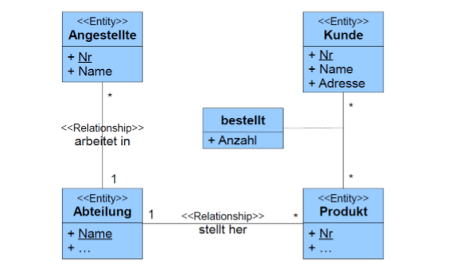 <<Entity>>
Angestellte
+ Nr
+ Name
*
<<Relationship>>
arbeitet in
1
<<Entity>>
Abteilung
+ Name
+ ...
1
<<Relationship>>
stellt her
*
<<Entity>>
Kunde
+ Nr
+ Name
+ Adresse
*
bestellt
+ Anzahl
*
<<Entity>>
Produkt
+ Nr
+ ...